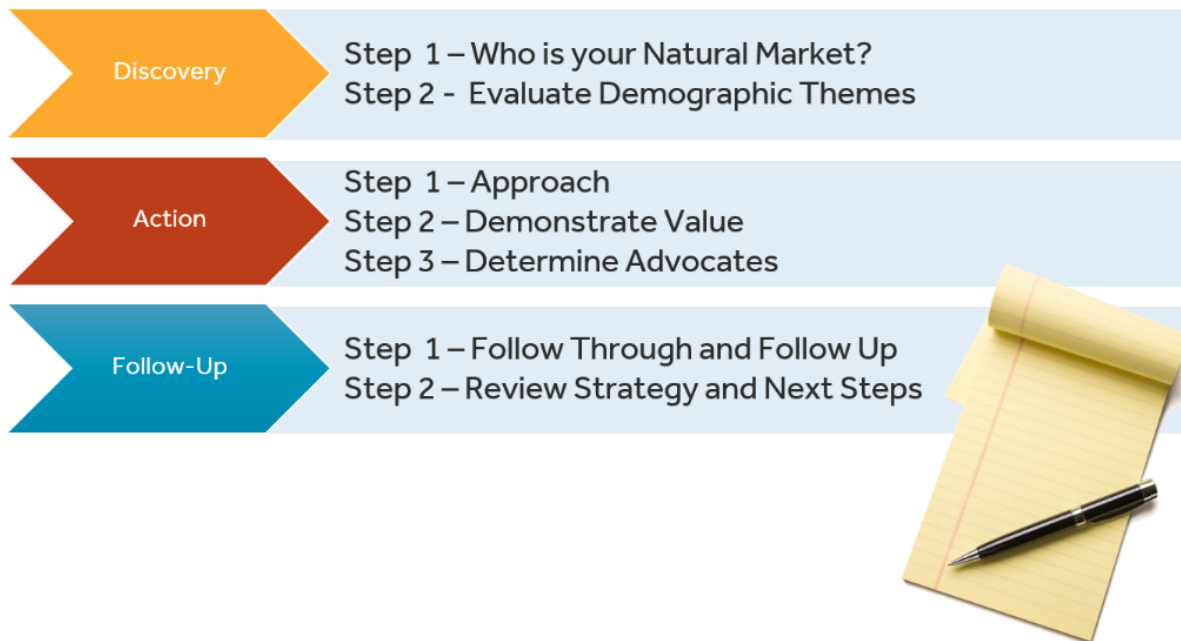 Discovery
Step 1 – Who is your Natural Market?
Step 2 - Evaluate Demographic Themes
Action
Step 1 – Approach
Step 2 – Demonstrate Value
Step 3 – Determine Advocates
Follow-Up
Step 1 – Follow Through and Follow Up
Step 2 – Review Strategy and Next Steps